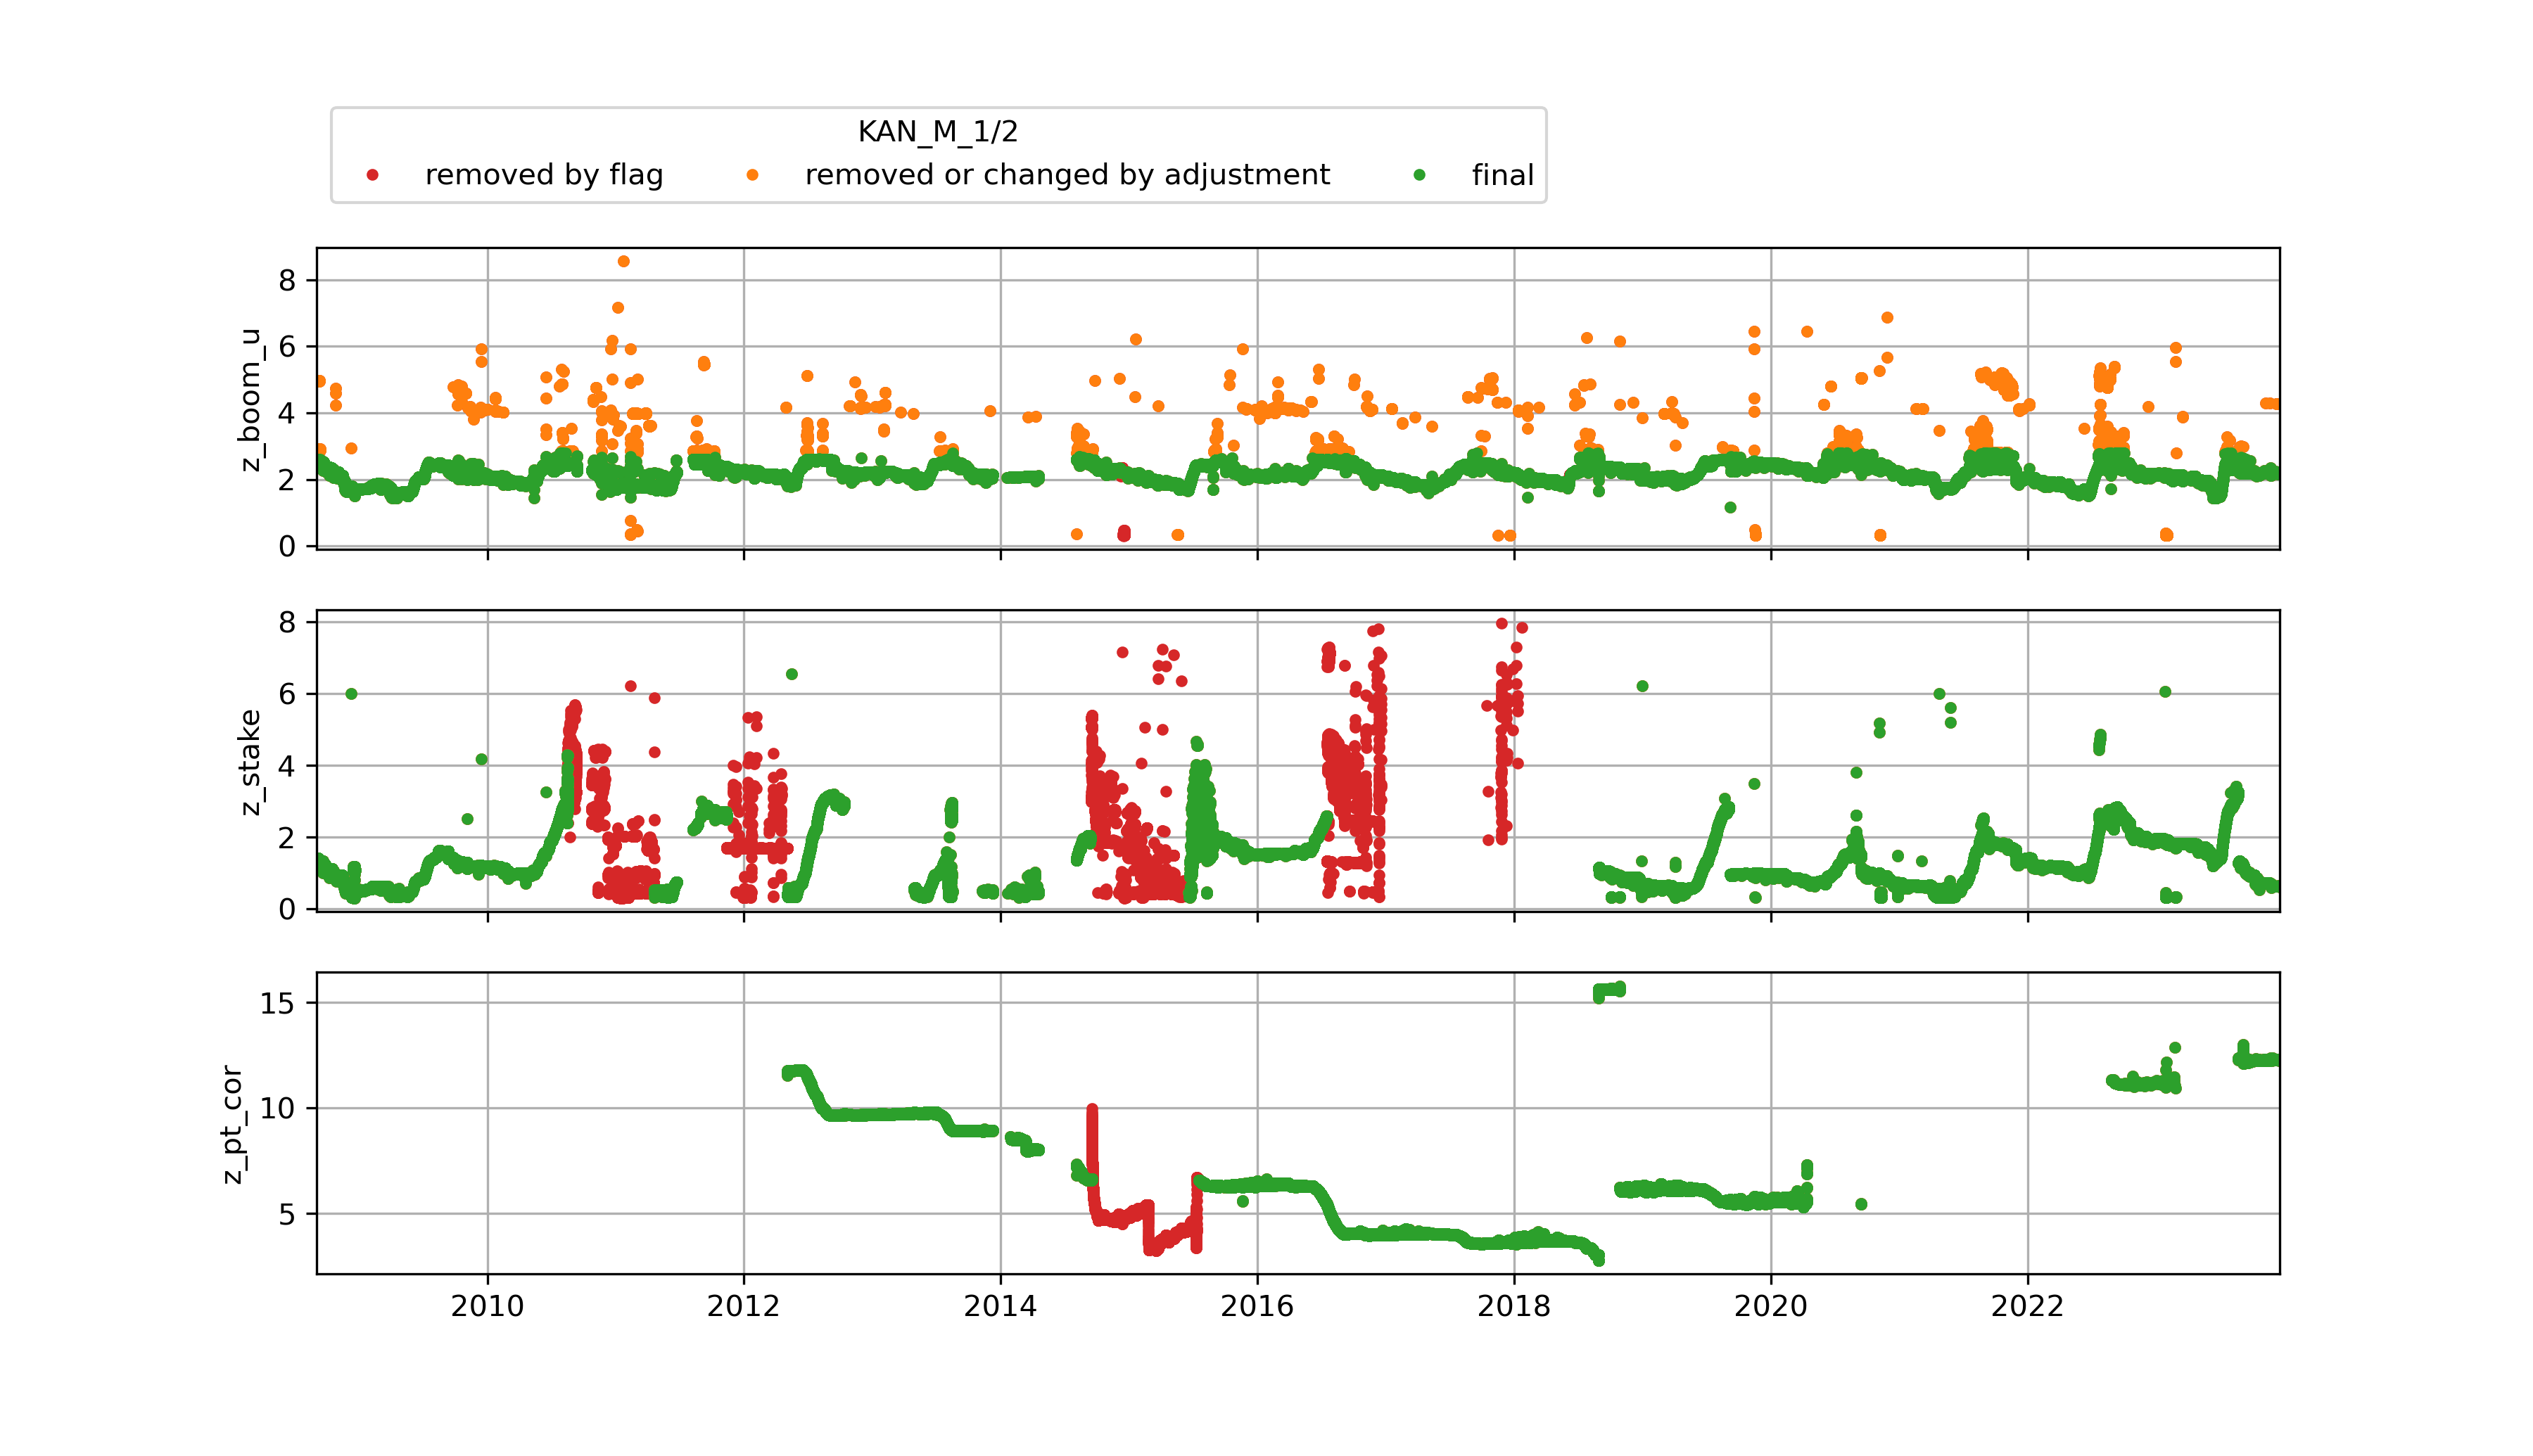 KAN_M_1/2
removed by flag removed or changed by adjustment final
z_boom_u
8
6
4
2
0
z_stake
8
6
4
2
0
z_pt_cor
15
10
5
2010 2012 2014 2016 2018 2020 2022